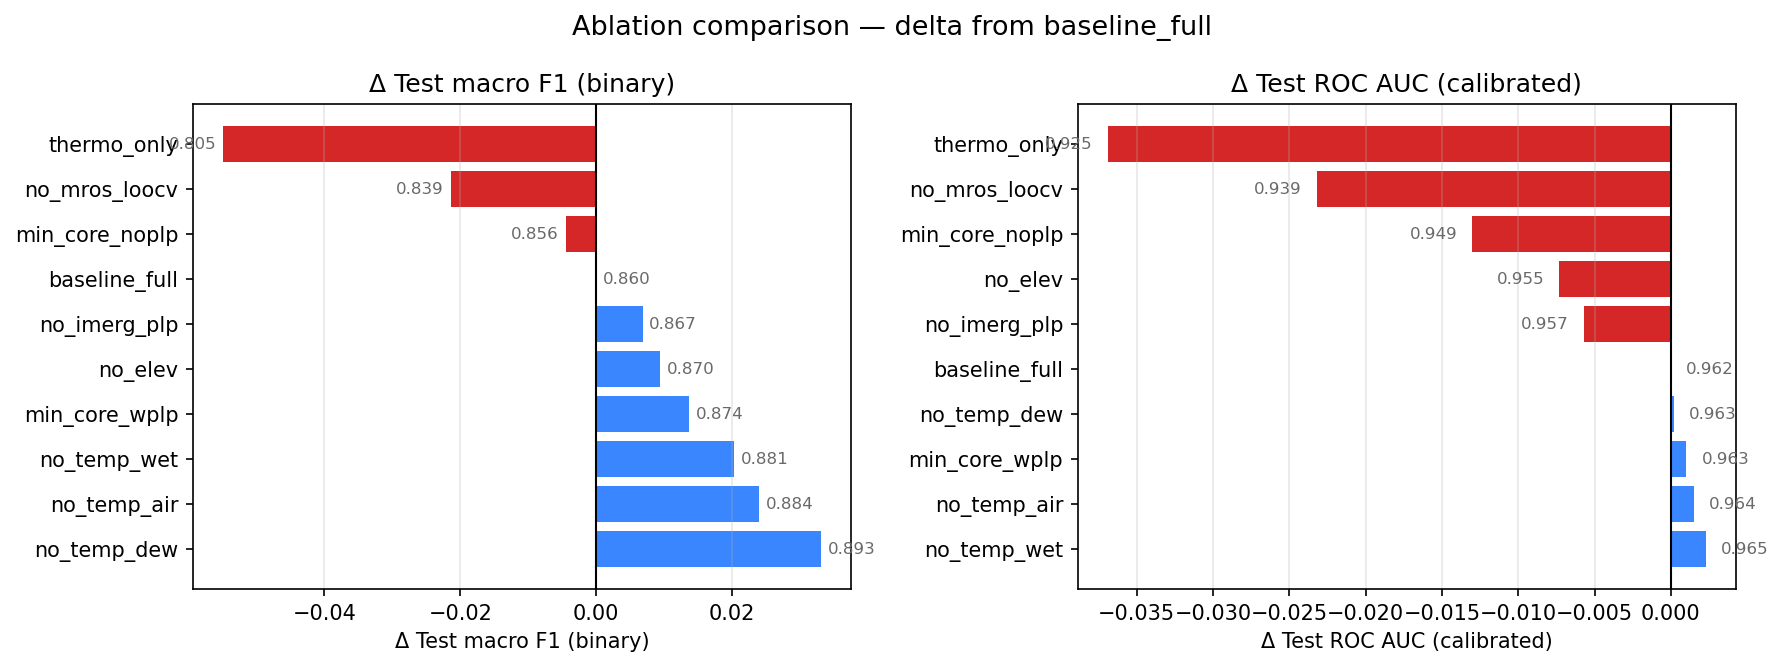 Ablation comparison — delta from baseline_full
Δ Test macro F1 (binary)
thermo_only 0.805
no_mros_loocv 0.839
min_core_noplp 0.856
baseline_full 0.860
no_imerg_plp 0.867
no_elev 0.870
min_core_wplp 0.874
no_temp_wet 0.881
no_temp_air 0.884
no_temp_dew 0.893
−0.04 −0.02 0.00 0.02
Δ Test macro F1 (binary)
Δ Test ROC AUC (calibrated)
thermo_only 0.925
no_mros_loocv 0.939
min_core_noplp 0.949
no_elev 0.955
no_imerg_plp 0.957
baseline_full 0.962
no_temp_dew 0.963
min_core_wplp 0.963
no_temp_air 0.964
no_temp_wet 0.965
−0.035 −0.030 −0.025 −0.020 −0.015 −0.010 −0.005 0.000
Δ Test ROC AUC (calibrated)